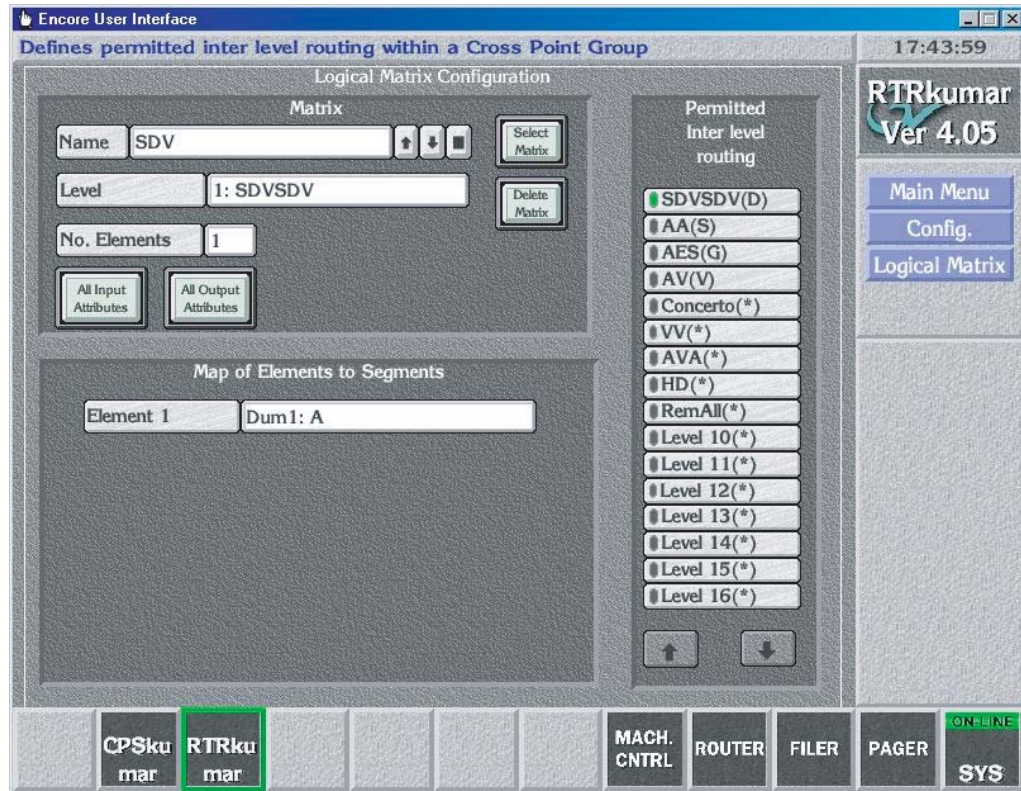 Encore User Interface
Defines permitted inter level routing within a Cross Point Group
17:43:59
Logical Matrix Configuration
Matrix
Name
SDV
Select
Matrix
Level
1: SDVSDV
Delete
Matrix
No. Elements
1
All Input
Attributes
All Output
Attributes
Map of Elements to Segments
Element 1
Dum1: A
Permitted
Inter level
routing
SDVSDV(D)
AA(S)
AES(G)
AV(V)
Concerto(*)
VV(*)
AVA(*)
HD(*)
RemAll(*)
Level 10(*)
Level 11(*)
Level 12(*)
Level 13(*)
Level 14(*)
Level 15(*)
Level 16(*)
RTRkumar
Ver 4.05
Main Menu
Config.
Logical Matrix
CPSku
mar
RTRku
mar
MACH.
CNTRL
ROUTER
FILER
PAGER
ON-LINE
SYS